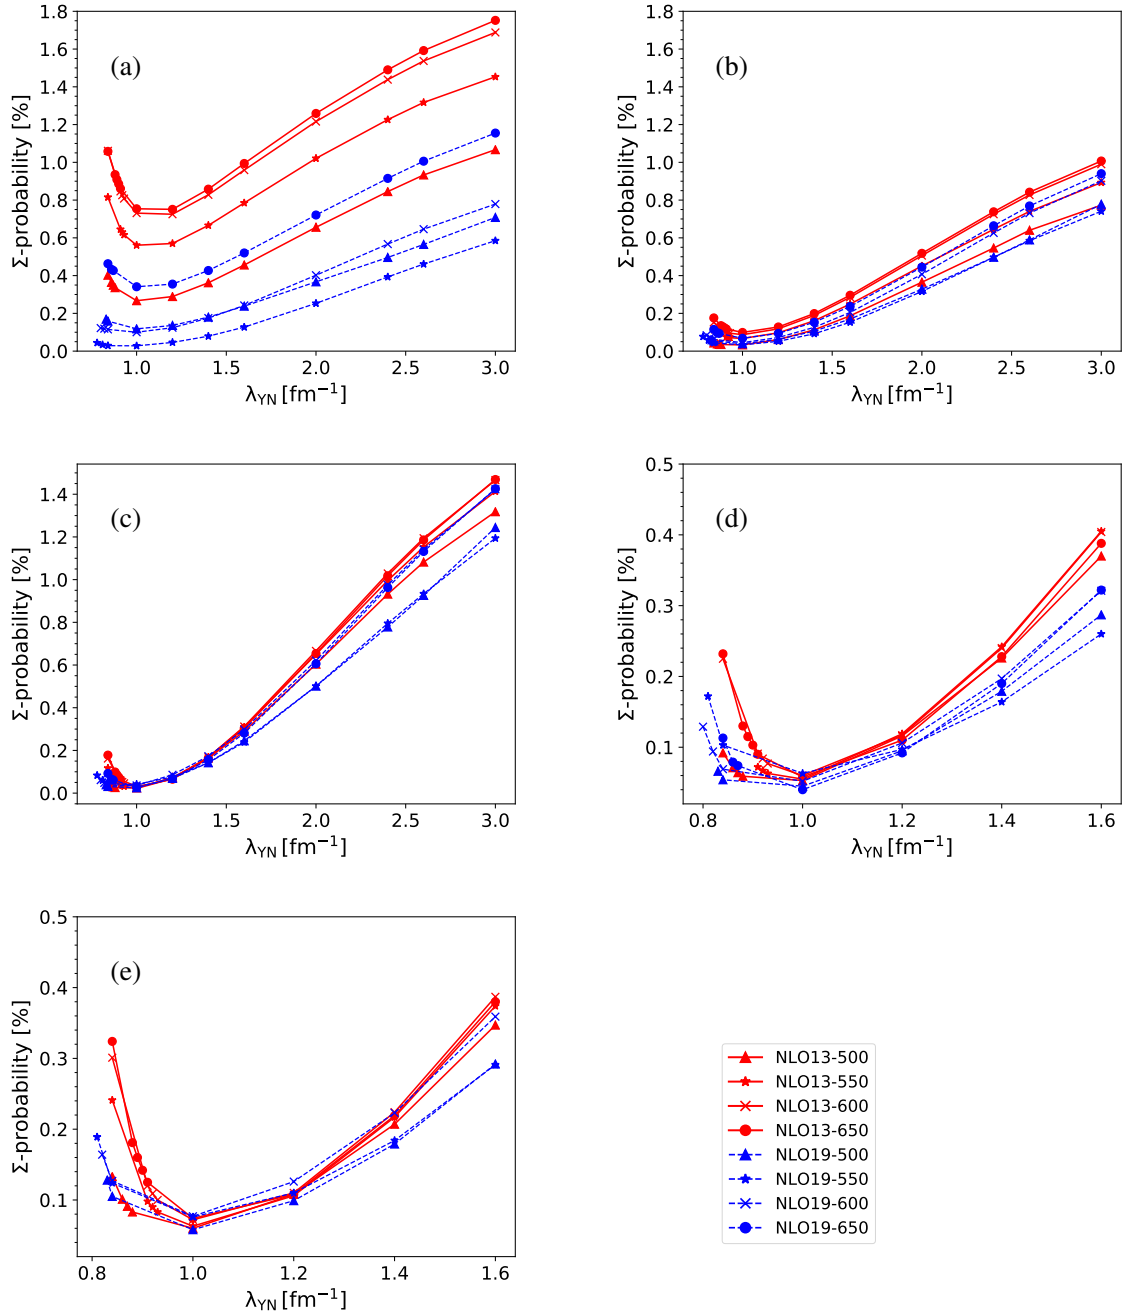 (a)
Σ-probability [%]
1.8
1.6
1.4
1.2
1.0
0.8
0.6
0.4
0.2
0.0
1.0 1.5 2.0 2.5 3.0
λYN [fm⁻¹]
(b)
Σ-probability [%]
1.8
1.6
1.4
1.2
1.0
0.8
0.6
0.4
0.2
0.0
1.0 1.5 2.0 2.5 3.0
λYN [fm⁻¹]
(c)
Σ-probability [%]
1.4
1.2
1.0
0.8
0.6
0.4
0.2
0.0
1.0 1.5 2.0 2.5 3.0
λYN [fm⁻¹]
(d)
Σ-probability [%]
0.5
0.4
0.3
0.2
0.1
0.8 1.0 1.2 1.4 1.6
λYN [fm⁻¹]
(e)
Σ-probability [%]
0.5
0.4
0.3
0.2
0.1
0.8 1.0 1.2 1.4 1.6
λYN [fm⁻¹]
NLO13-500
NLO13-550
NLO13-600
NLO13-650
NLO19-500
NLO19-550
NLO19-600
NLO19-650